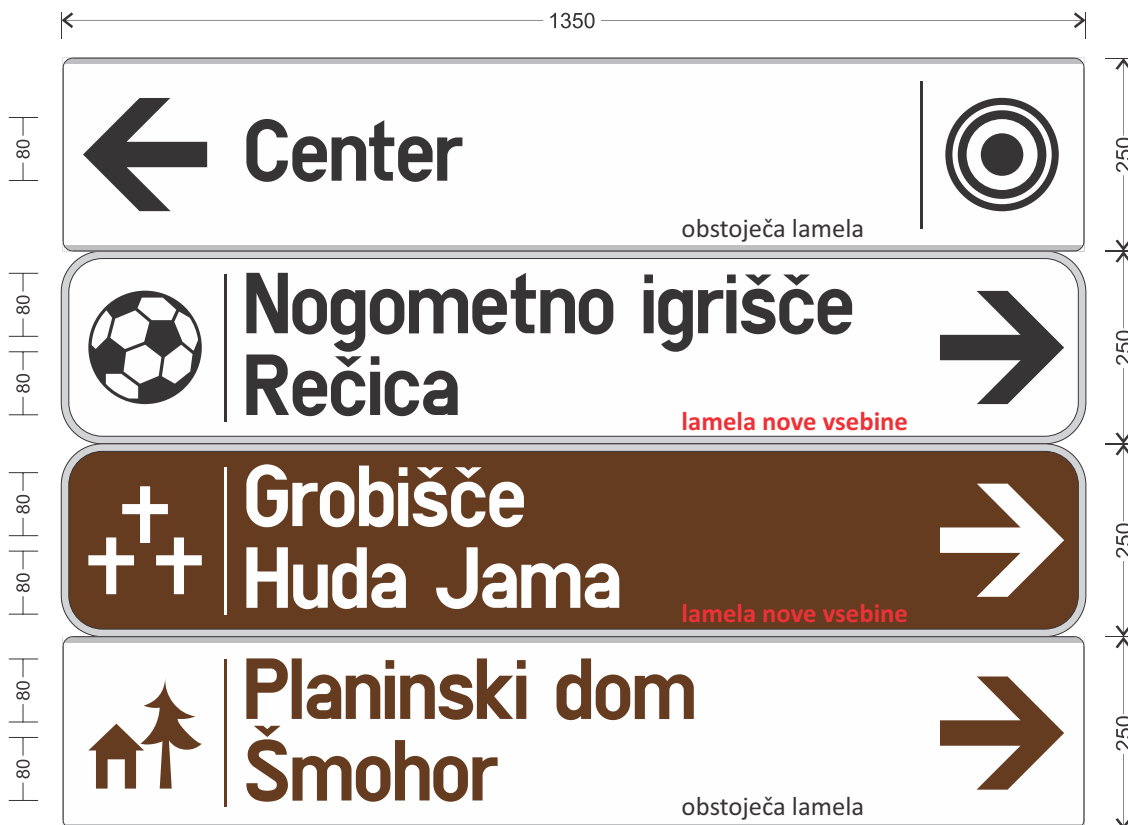 1350
80
Center
obstoječa lamela
250
80
Nogometno igrišče
80
Rečica
lamela nove vsebine
250
80
Grobišče
80
Huda Jama
lamela nove vsebine
250
80
Planinski dom
80
Šmohor
obstoječa lamela
250